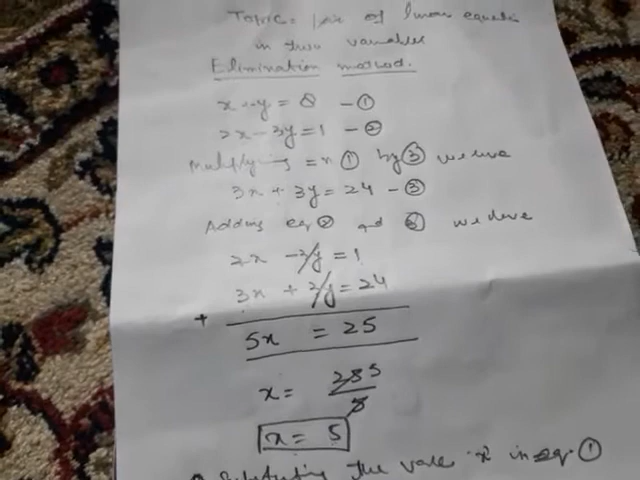 Topic = pair of linear equation
in two variables
Elimination method.
x + y = 8 - ①
2x - 3y = 1 - ②
Multiplying eq ① by ③ we have
3x + 3y = 24 - ③
Adding eq ② and ③ we have
2x - 3y = 1
3x + 3y = 24
+
5x = 25
x = 25 5
5
x = 5
Substituting the value x in eq. ①